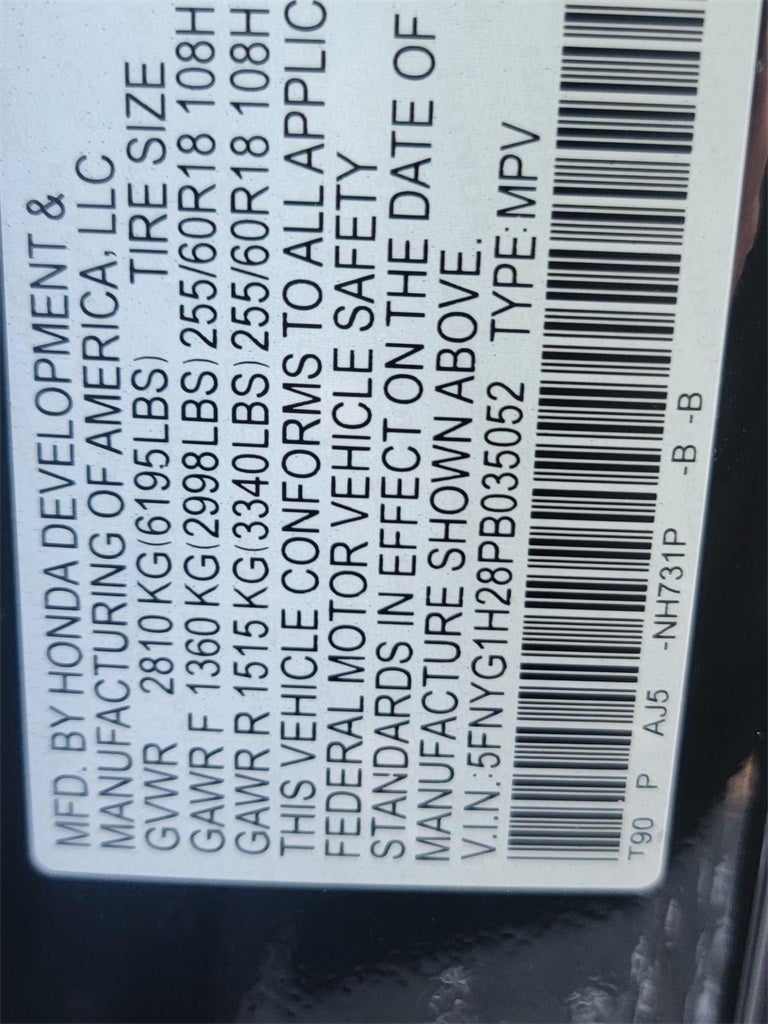 MFD. BY HONDA DEVELOPMENT &
MANUFACTURING OF AMERICA, LLC
GVWR 2810 KG(6195LBS) TIRE SIZE
GAWR F 1360 KG(2998LBS) 255/60R18 108H
GAWR R 1515 KG(3340LBS) 255/60R18 108H
THIS VEHICLE CONFORMS TO ALL APPLIC
FEDERAL MOTOR VEHICLE SAFETY
STANDARDS IN EFFECT ON THE DATE OF
MANUFACTURE SHOWN ABOVE.
V.I.N.:5FNYG1H28PB035052 TYPE:MPV
T90 P AJ5 -NH731P -B -B